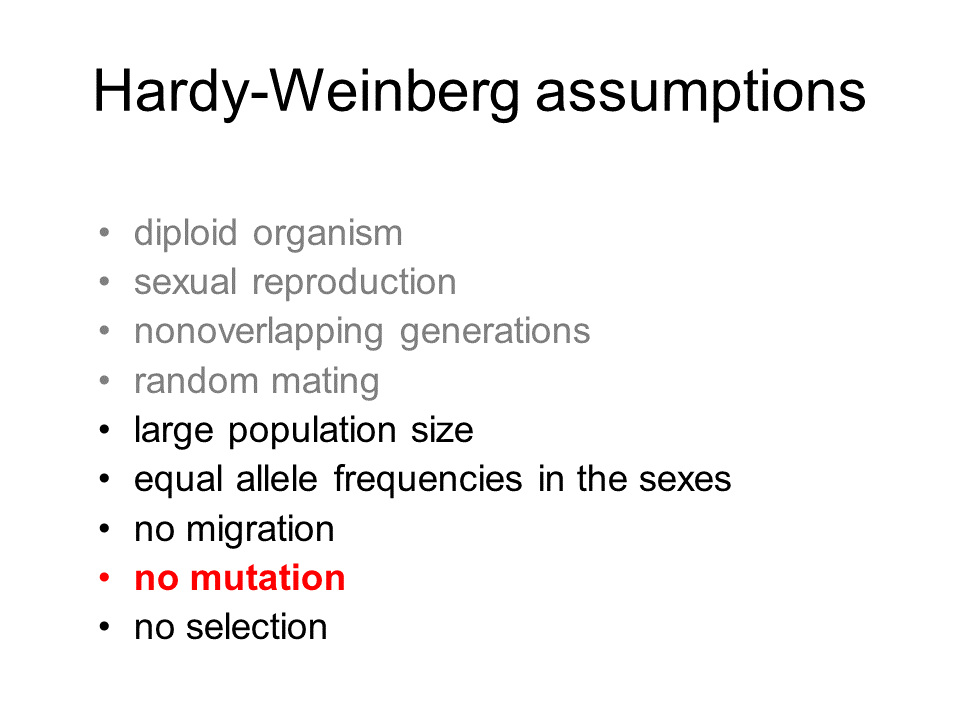 Hardy-Weinberg assumptions
• diploid organism
• sexual reproduction
• nonoverlapping generations
• random mating
• large population size
• equal allele frequencies in the sexes
• no migration
• no mutation
• no selection